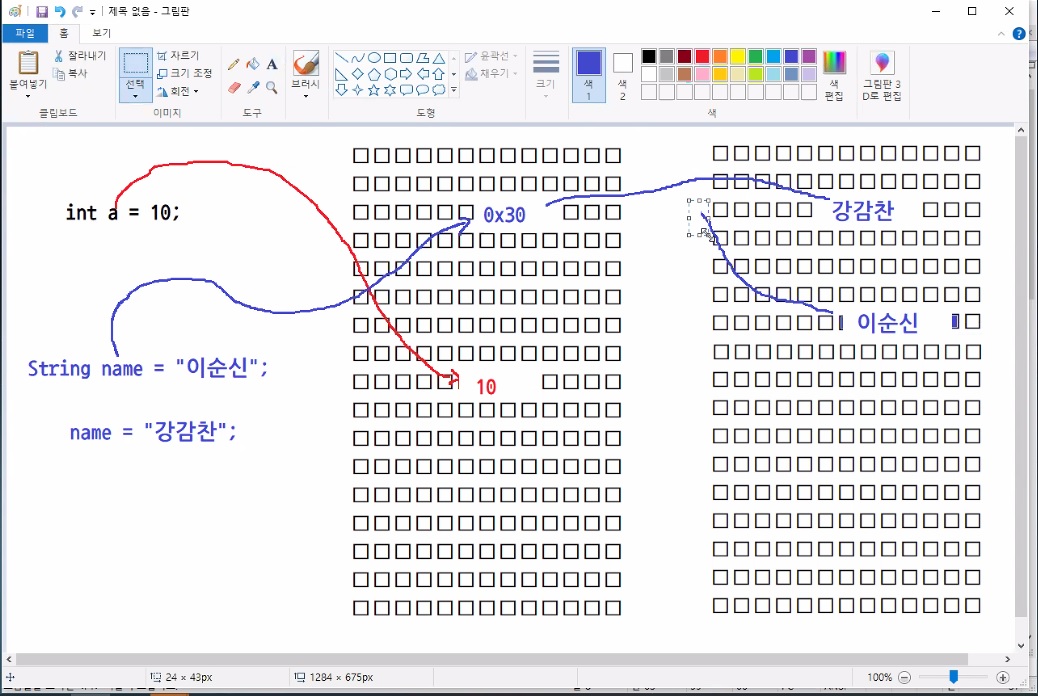 제목 없음 - 그림판
파일 홈 보기
붙여넣기
잘라내기
복사
클립보드
선택
자르기
크기 조정
회전
이미지
A
도구
브러시
윤곽선
채우기
도형
크기
색 1
색 2
색 편집
색
그림판 3D로 편집
int a = 10;
0x30
강감찬
이순신
String name = "이순신";
10
name = "강감찬";
24 × 43px
1284 × 675px
100%